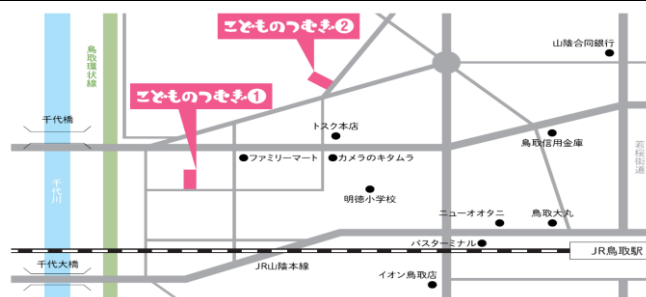 こどものつむぎ❷
山陰合同銀行
鳥取環状線
こどものつむぎ❶
千代橋
トスク本店
鳥取信用金庫
若桜街道
ファミリーマート
カメラのキタムラ
千代川
明徳小学校
ニューオオタニ
鳥取大丸
バスターミナル
JR鳥取駅
千代大橋
JR山陰本線
イオン鳥取店